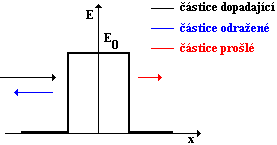 částice dopadající
částice odražené
částice prošlé
E
E0
x